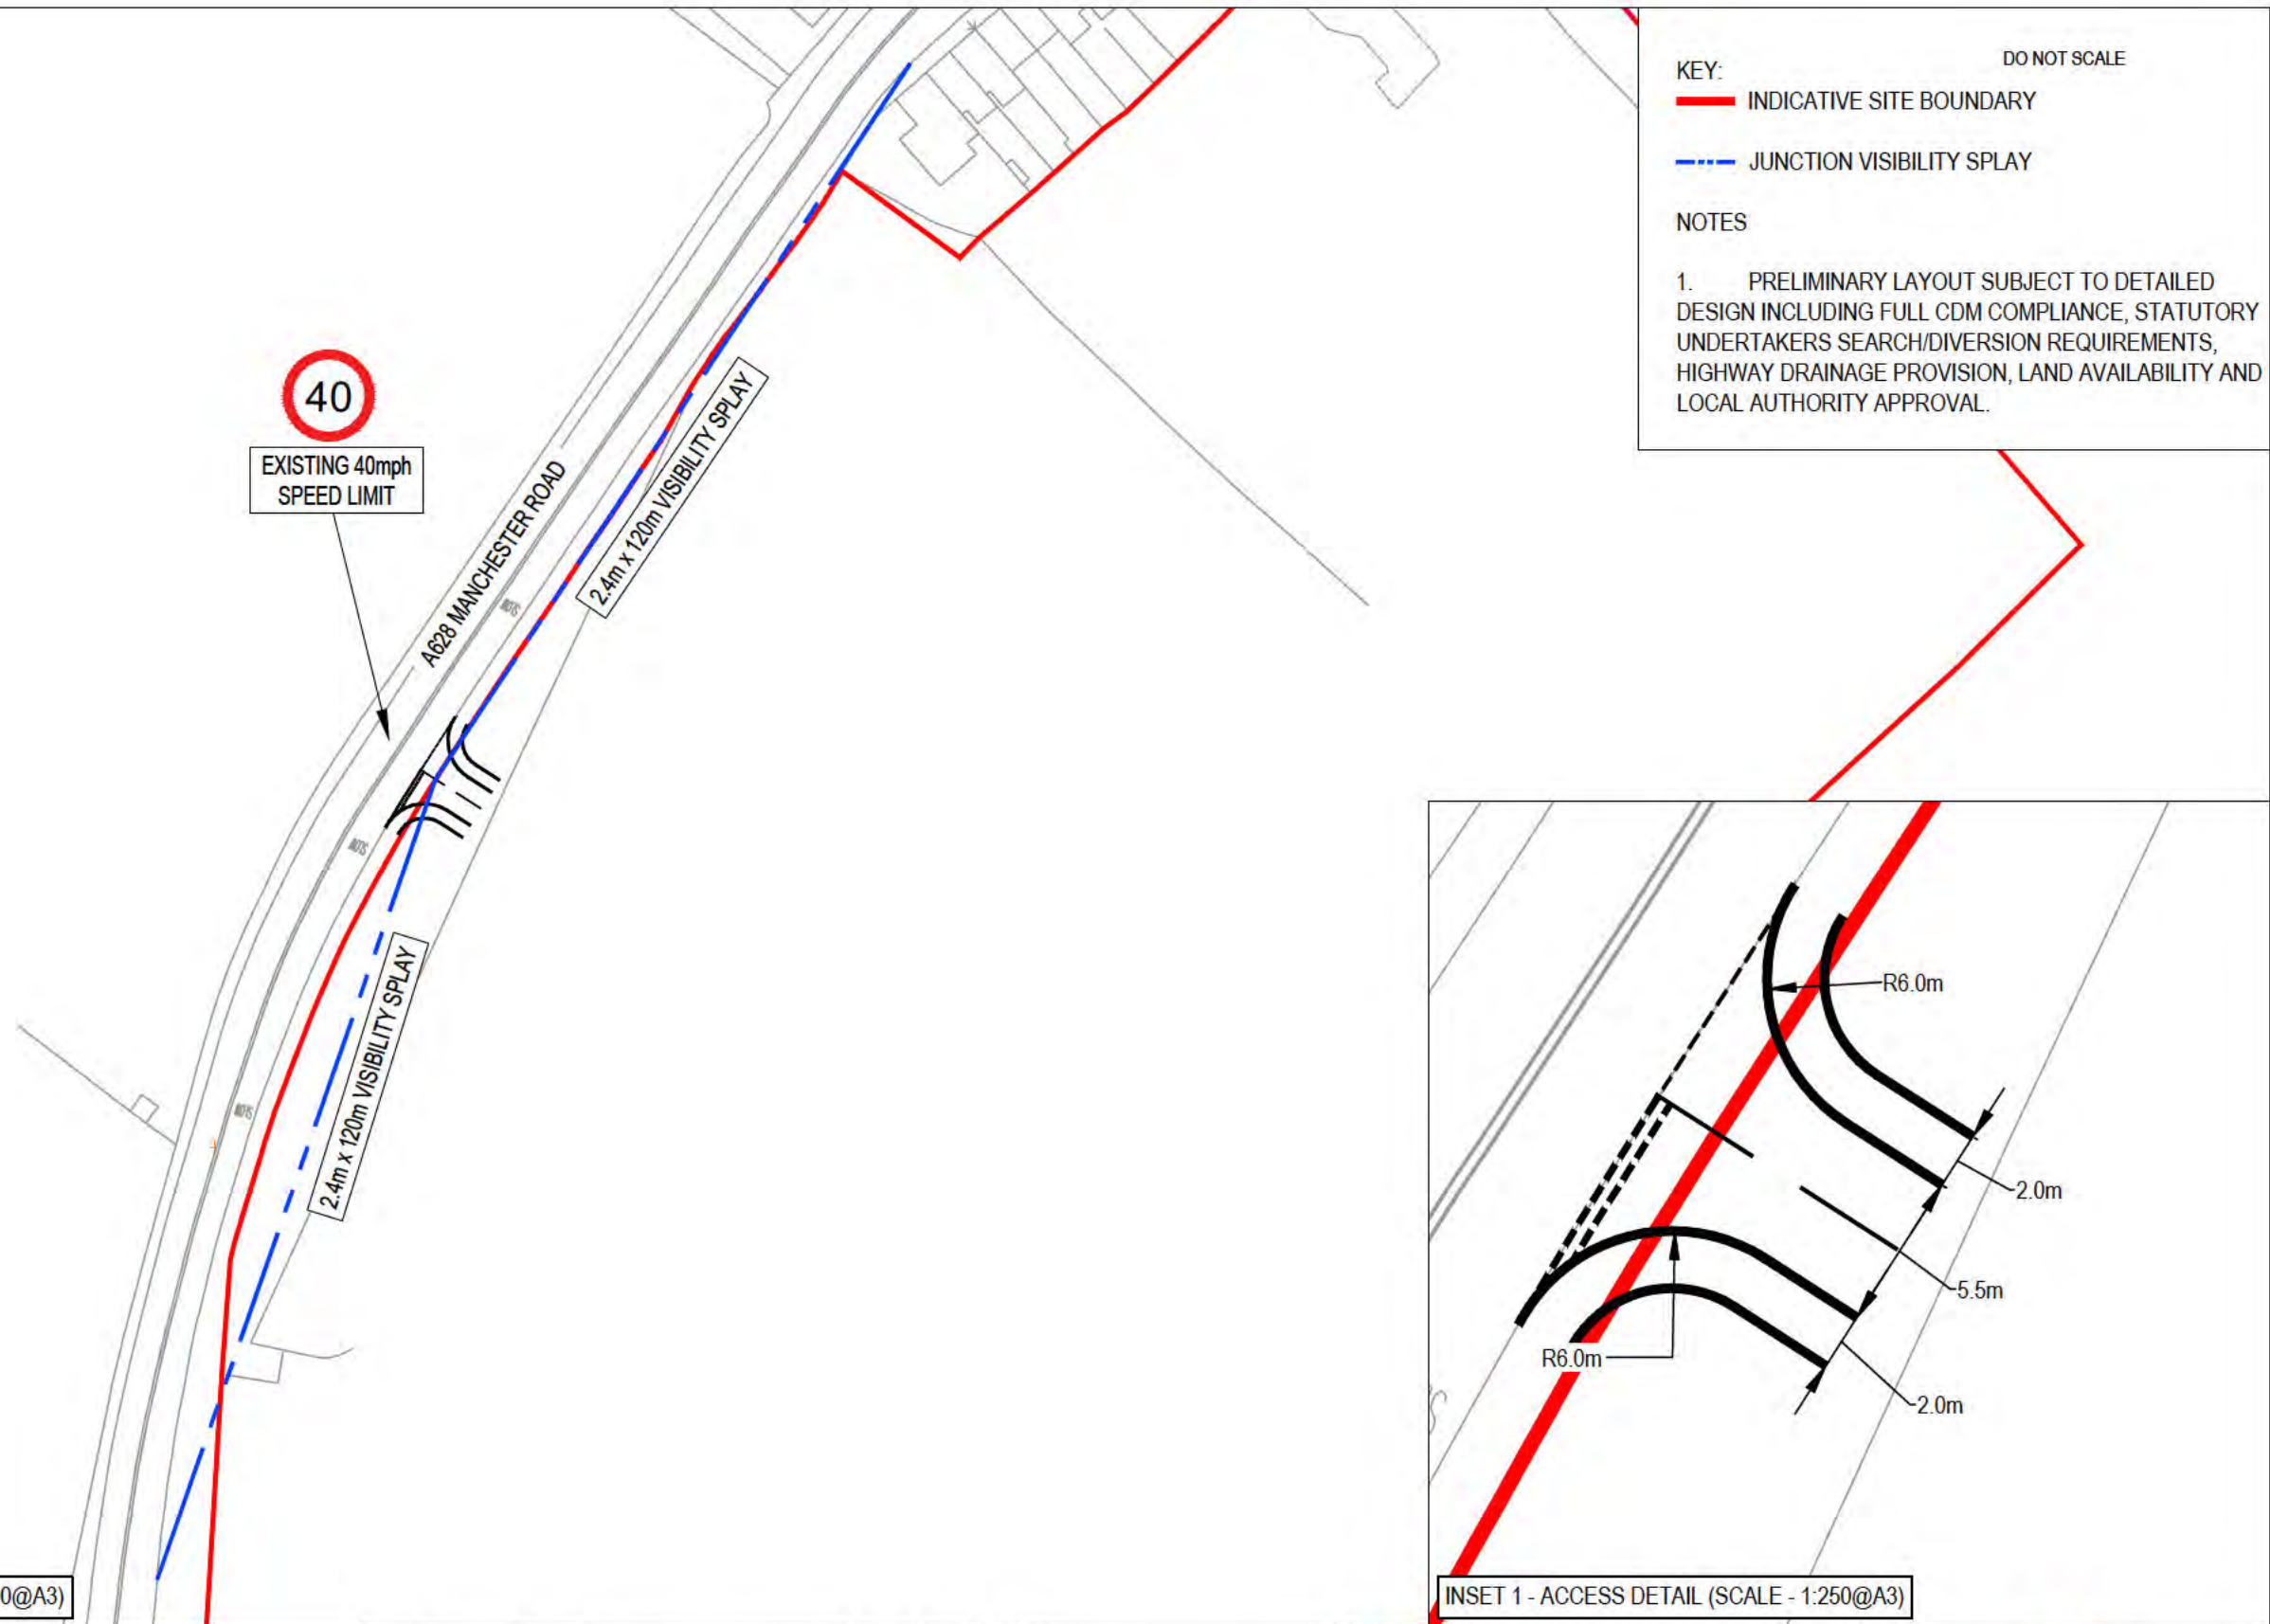 DO NOT SCALE
KEY:
INDICATIVE SITE BOUNDARY
JUNCTION VISIBILITY SPLAY
NOTES
1. PRELIMINARY LAYOUT SUBJECT TO DETAILED
DESIGN INCLUDING FULL CDM COMPLIANCE, STATUTORY
UNDERTAKERS SEARCH/DIVERSION REQUIREMENTS,
HIGHWAY DRAINAGE PROVISION, LAND AVAILABILITY AND
LOCAL AUTHORITY APPROVAL.
40
EXISTING 40mph
SPEED LIMIT
A628 MANCHESTER ROAD
2.4m x 120m VISIBILITY SPLAY
2.4m x 120m VISIBILITY SPLAY
R6.0m
2.0m
5.5m
R6.0m
2.0m
0@A3)
INSET 1 - ACCESS DETAIL (SCALE - 1:250@A3)